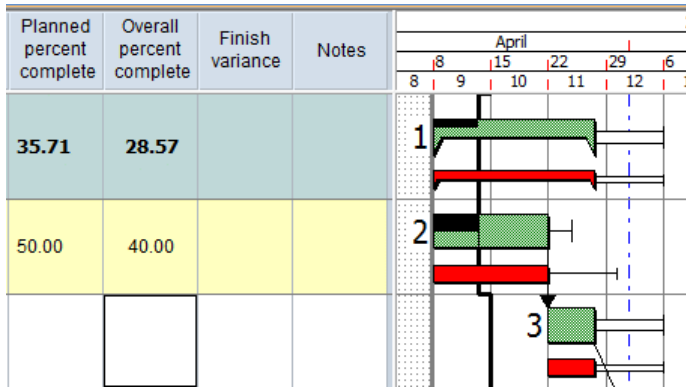 Planned percent complete
Overall percent complete
Finish variance
Notes
April
8 15 22 29 6
8 9 10 11 12
35.71 28.57
1
2
50.00 40.00
3